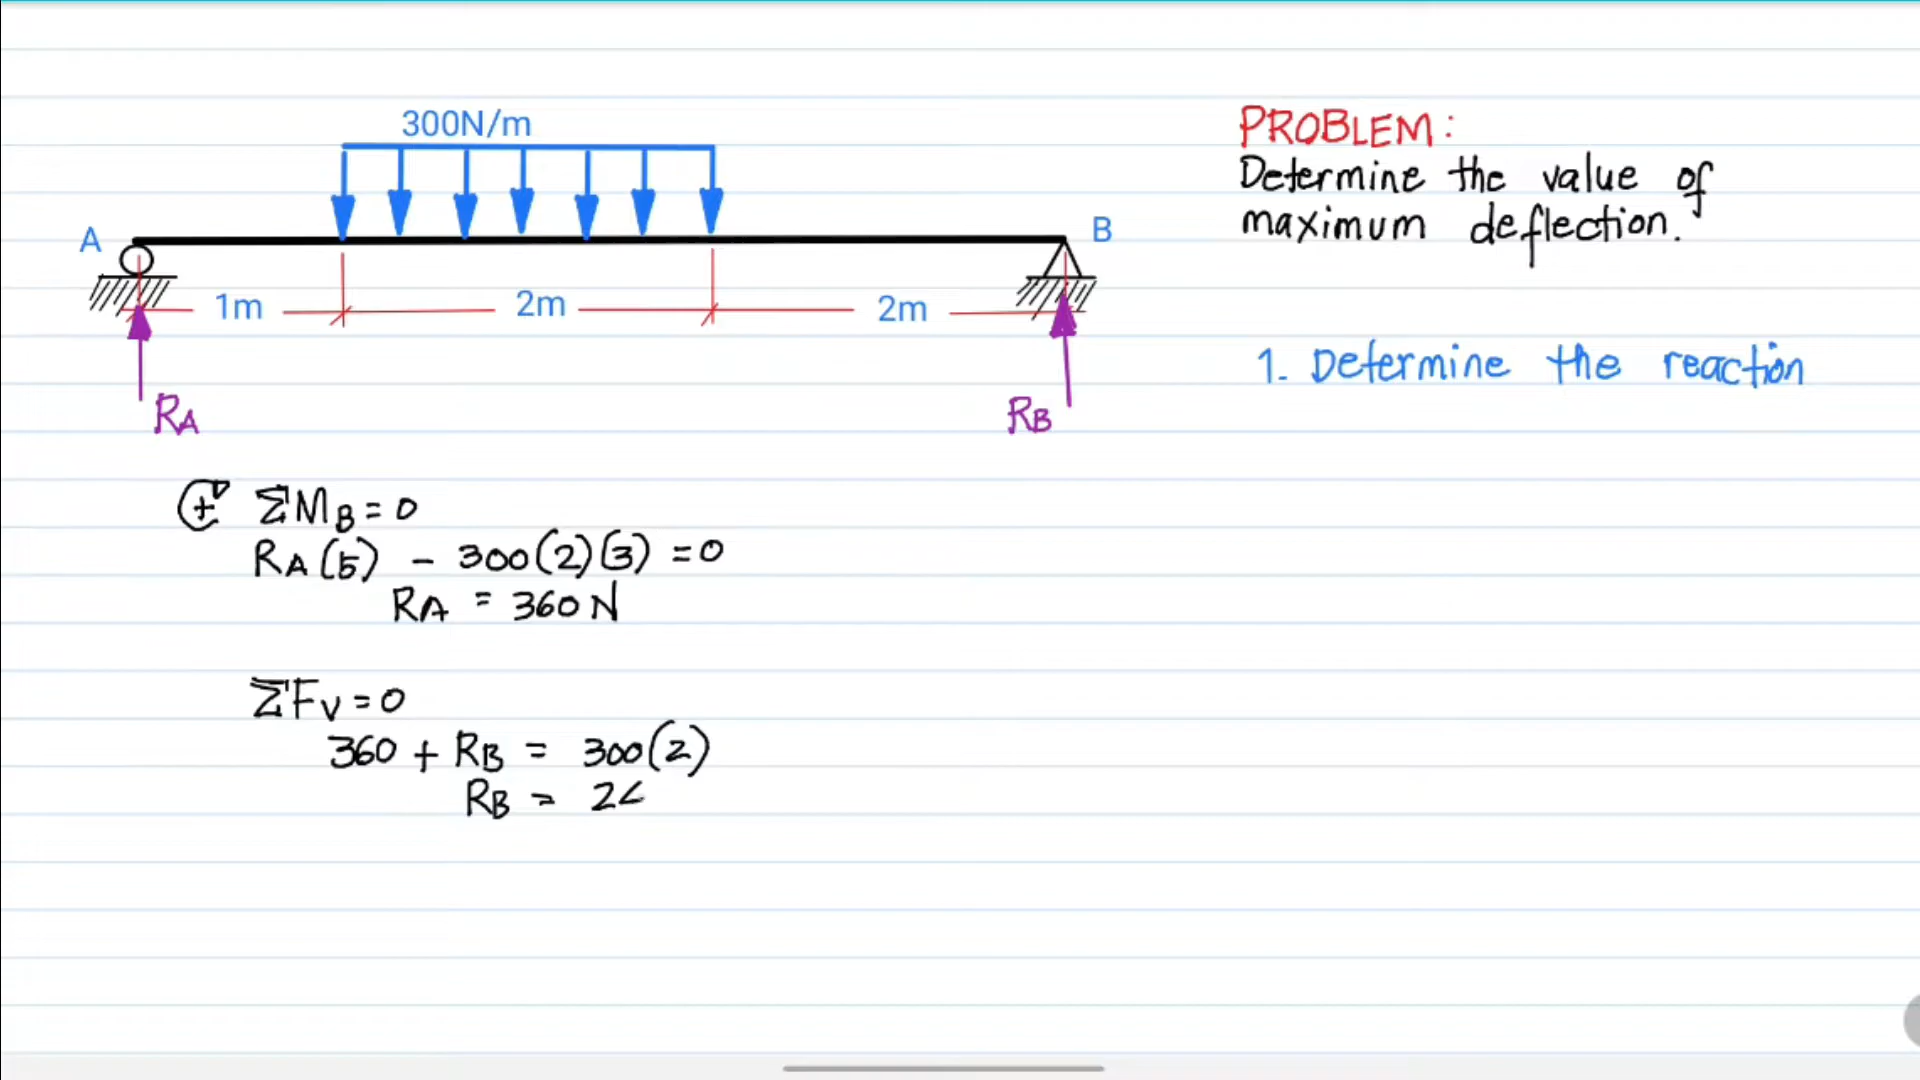 300N/m
A
B
1m
2m
2m
RA
RB
PROBLEM:
Determine the value of
maximum deflection.
1. Determine the reaction
+ ΣMB = 0
RA(5) - 300(2)(3) = 0
RA = 360 N
ΣFV = 0
360 + RB = 300(2)
RB = 2